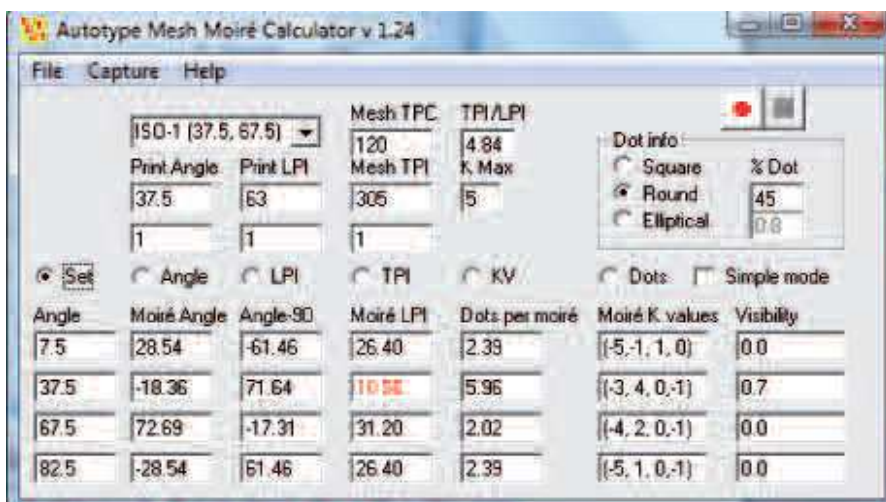 Autotype Mesh Moiré Calculator v 1.24
File Capture Help
Mesh TPC TPI/LPI
ISO-1 (37.5, 67.5) 120 4.84 Dot info
Print Angle Print LPI Mesh TPI K Max Square % Dot
37.5 63 305 5 Round 45
1 1 1 Elliptical 0.8
Set Angle LPI TPI KV Dots Simple mode
Angle Moiré Angle Angle-90 Moiré LPI Dots per moiré Moiré K values Visibility
7.5 28.54 -61.46 26.40 2.39 (-5,-1, 1, 0) 0.0
37.5 -18.36 71.64 5.96 (-3, 4, 0,-1) 0.7
67.5 72.69 -17.31 31.20 2.02 (-4, 2, 0,-1) 0.0
82.5 -28.54 61.46 26.40 2.39 (-5, 1, 0,-1) 0.0